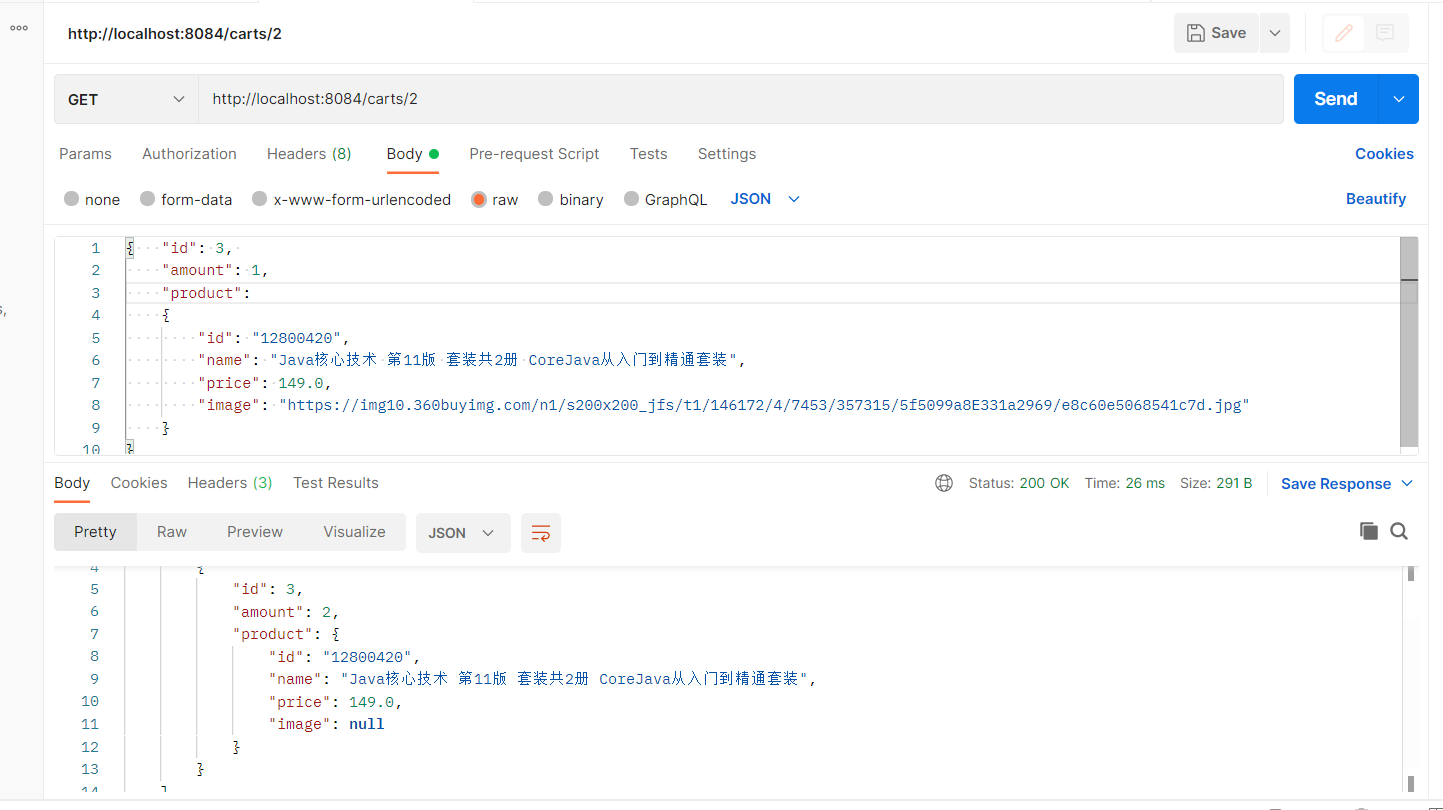 http://localhost:8084/carts/2
Save
GET
http://localhost:8084/carts/2
Send
Params Authorization Headers (8) Body Pre-request Script Tests Settings Cookies
none form-data x-www-form-urlencoded raw binary GraphQL JSON Beautify
1 { "id": 3,
2 "amount": 1,
3 "product":
4 {
5 "id": "12800420",
6 "name": "Java核心技术 第11版 套装共2册 CoreJava从入门到精通套装",
7 "price": 149.0,
8 "image": "https://img10.360buyimg.com/n1/s200x200_jfs/t1/146172/4/7453/357315/5f5099a8E331a2969/e8c60e5068541c7d.jpg"
9 }
10 }
Body Cookies Headers (3) Test Results Status: 200 OK Time: 26 ms Size: 291 B Save Response
Pretty Raw Preview Visualize JSON
4 {
5 "id": 3,
6 "amount": 2,
7 "product": {
8 "id": "12800420",
9 "name": "Java核心技术 第11版 套装共2册 CoreJava从入门到精通套装",
10 "price": 149.0,
11 "image": null
12 }
13 }
14 ]